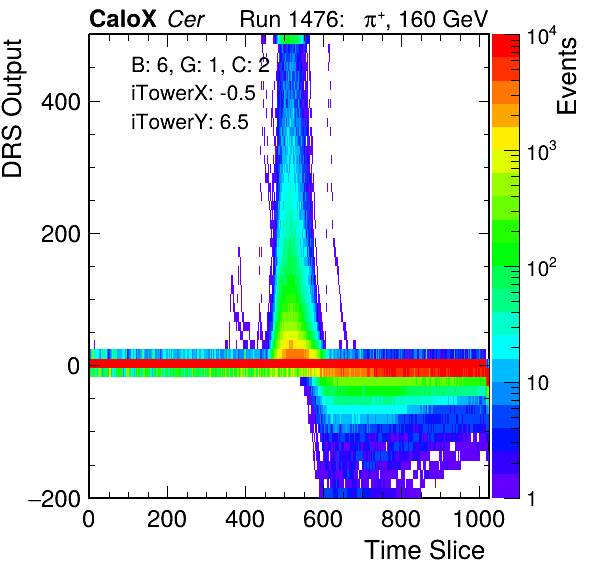 CaloX Cer Run 1476: π⁺, 160 GeV
DRS Output
Events
B: 6, G: 1, C: 2
iTowerX: -0.5
iTowerY: 6.5
400
200
0
−200
0 200 400 600 800 1000
Time Slice
10⁴
10³
10²
10
1